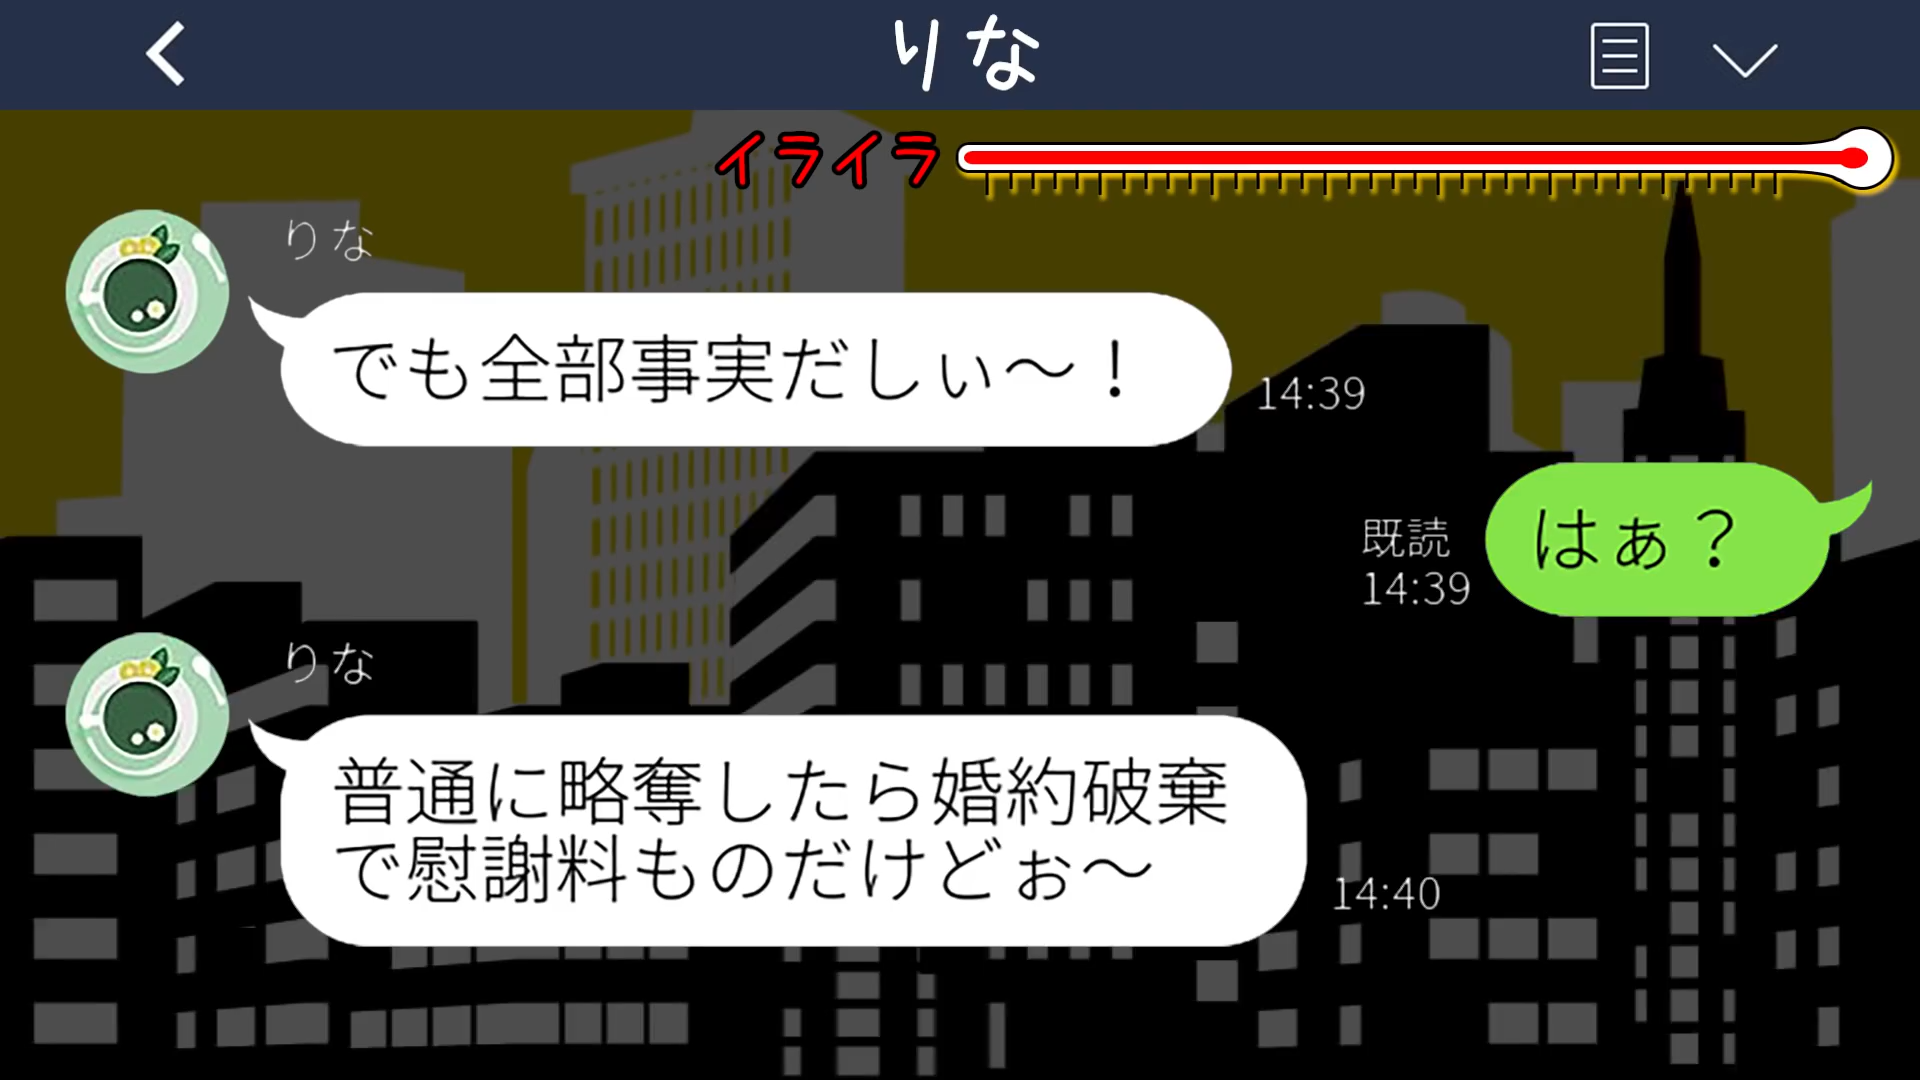 りな
イライラ
りな
でも全部事実だしぃ〜！
14:39
はぁ？
既読
14:39
りな
普通に略奪したら婚約破棄
で慰謝料ものだけどぉ〜
14:40